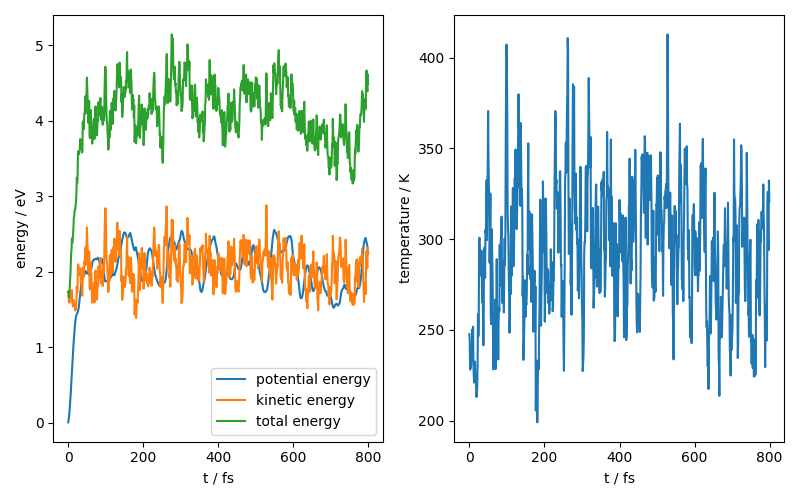 energy / eV
5
4
3
2
1
0
potential energy
kinetic energy
total energy
0 200 400 600 800
t / fs
temperature / K
400
350
300
250
200
0 200 400 600 800
t / fs